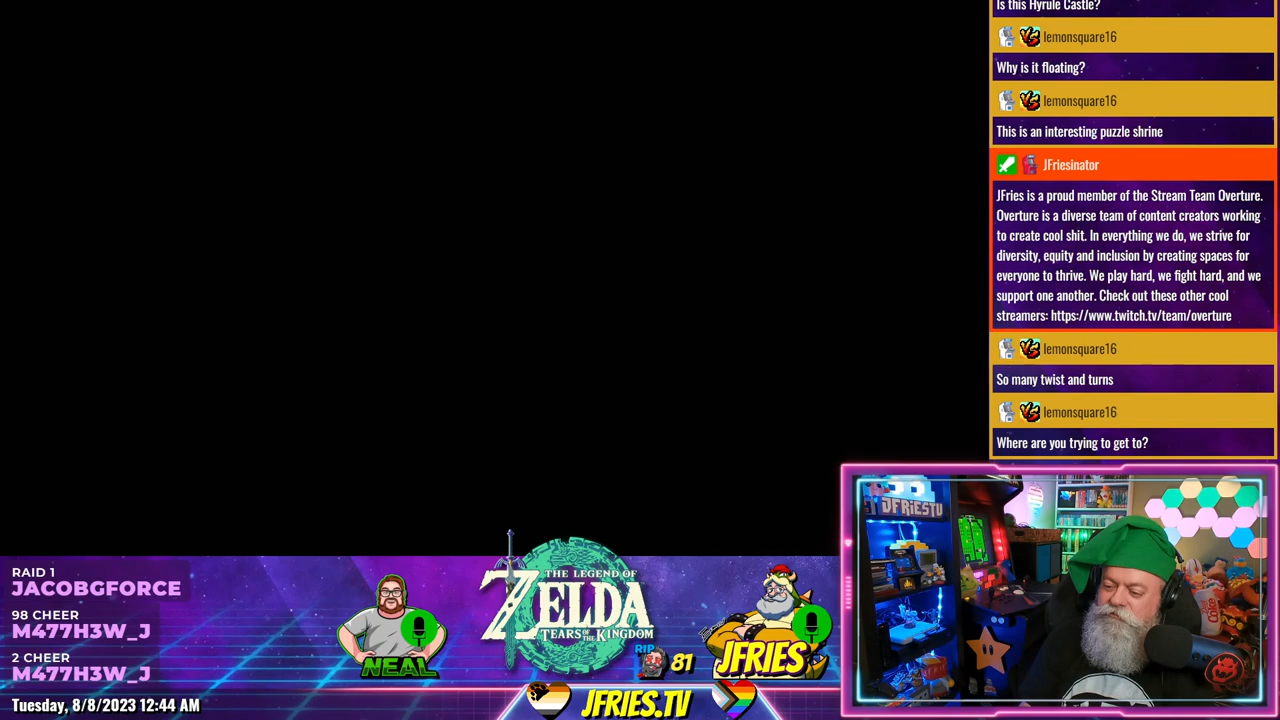 Is this Hyrule Castle?
lemonsquare16
Why is it floating?
lemonsquare16
This is an interesting puzzle shrine
JFriesinator
JFries is a proud member of the Stream Team Overture.
Overture is a diverse team of content creators working
to create cool shit. In everything we do, we strive for
diversity, equity and inclusion by creating spaces for
everyone to thrive. We play hard, we fight hard, and we
support one another. Check out these other cool
streamers: https://www.twitch.tv/team/overture
lemonsquare16
So many twist and turns
lemonsquare16
Where are you trying to get to?
JFRIESTV
RAID 1
JACOBGFORCE
98 CHEER
M477H3W_J
2 CHEER
M477H3W_J
Tuesday, 8/8/2023 12:44 AM
NEAL
THE LEGEND OF
ZELDA
TEARS OF THE KINGDOM
RIP
81
JFRIES
JFRIES.TV